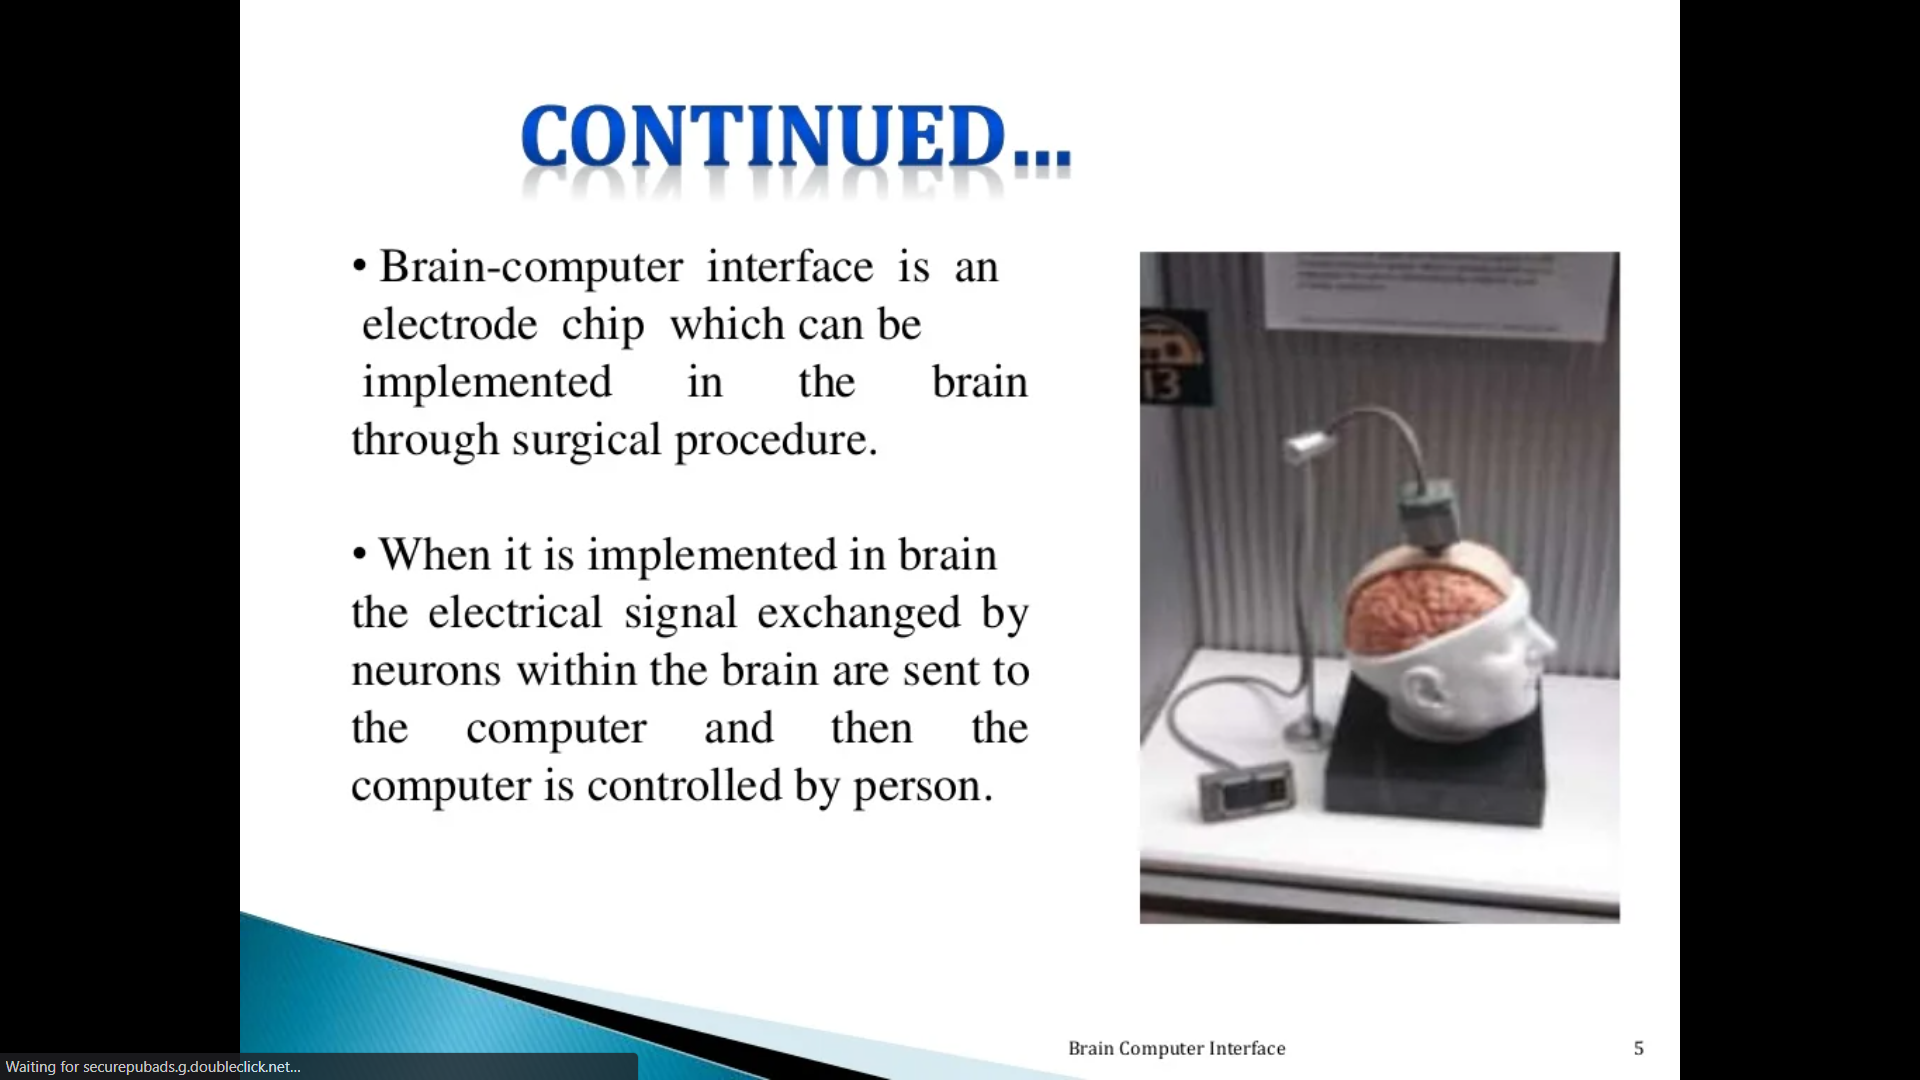 CONTINUED...
• Brain-computer interface is an
electrode chip which can be
implemented in the brain
through surgical procedure.
• When it is implemented in brain
the electrical signal exchanged by
neurons within the brain are sent to
the computer and then the
computer is controlled by person.
13
Brain Computer Interface
5
Waiting for securepubads.g.doubleclick.net...